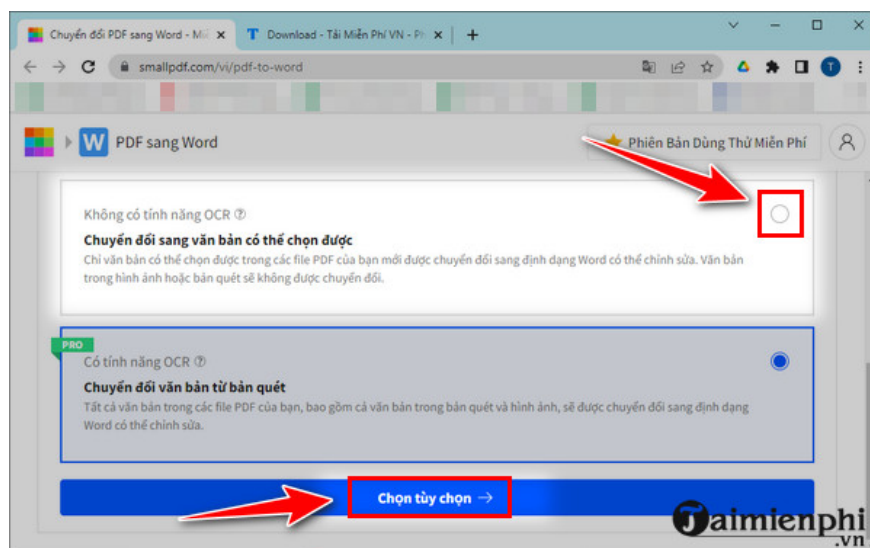 Chuyển đổi PDF sang Word - Mi
Download - Tải Miễn Phí VN - Ph
smallpdf.com/vi/pdf-to-word
T
PDF sang Word
Phiên Bản Dùng Thử Miễn Phí
Không có tính năng OCR
Chuyển đổi sang văn bản có thể chọn được
Chỉ văn bản có thể chọn được trong các file PDF của bạn mới được chuyển đổi sang định dạng Word có thể chỉnh sửa. Văn bản
trong hình ảnh hoặc bản quét sẽ không được chuyển đổi.
PRO
Có tính năng OCR
Chuyển đổi văn bản từ bản quét
Tất cả văn bản trong các file PDF của bạn, bao gồm cả văn bản trong bản quét và hình ảnh, sẽ được chuyển đổi sang định dạng
Word có thể chỉnh sửa.
Chọn tùy chọn →
Taimienphi
.vn